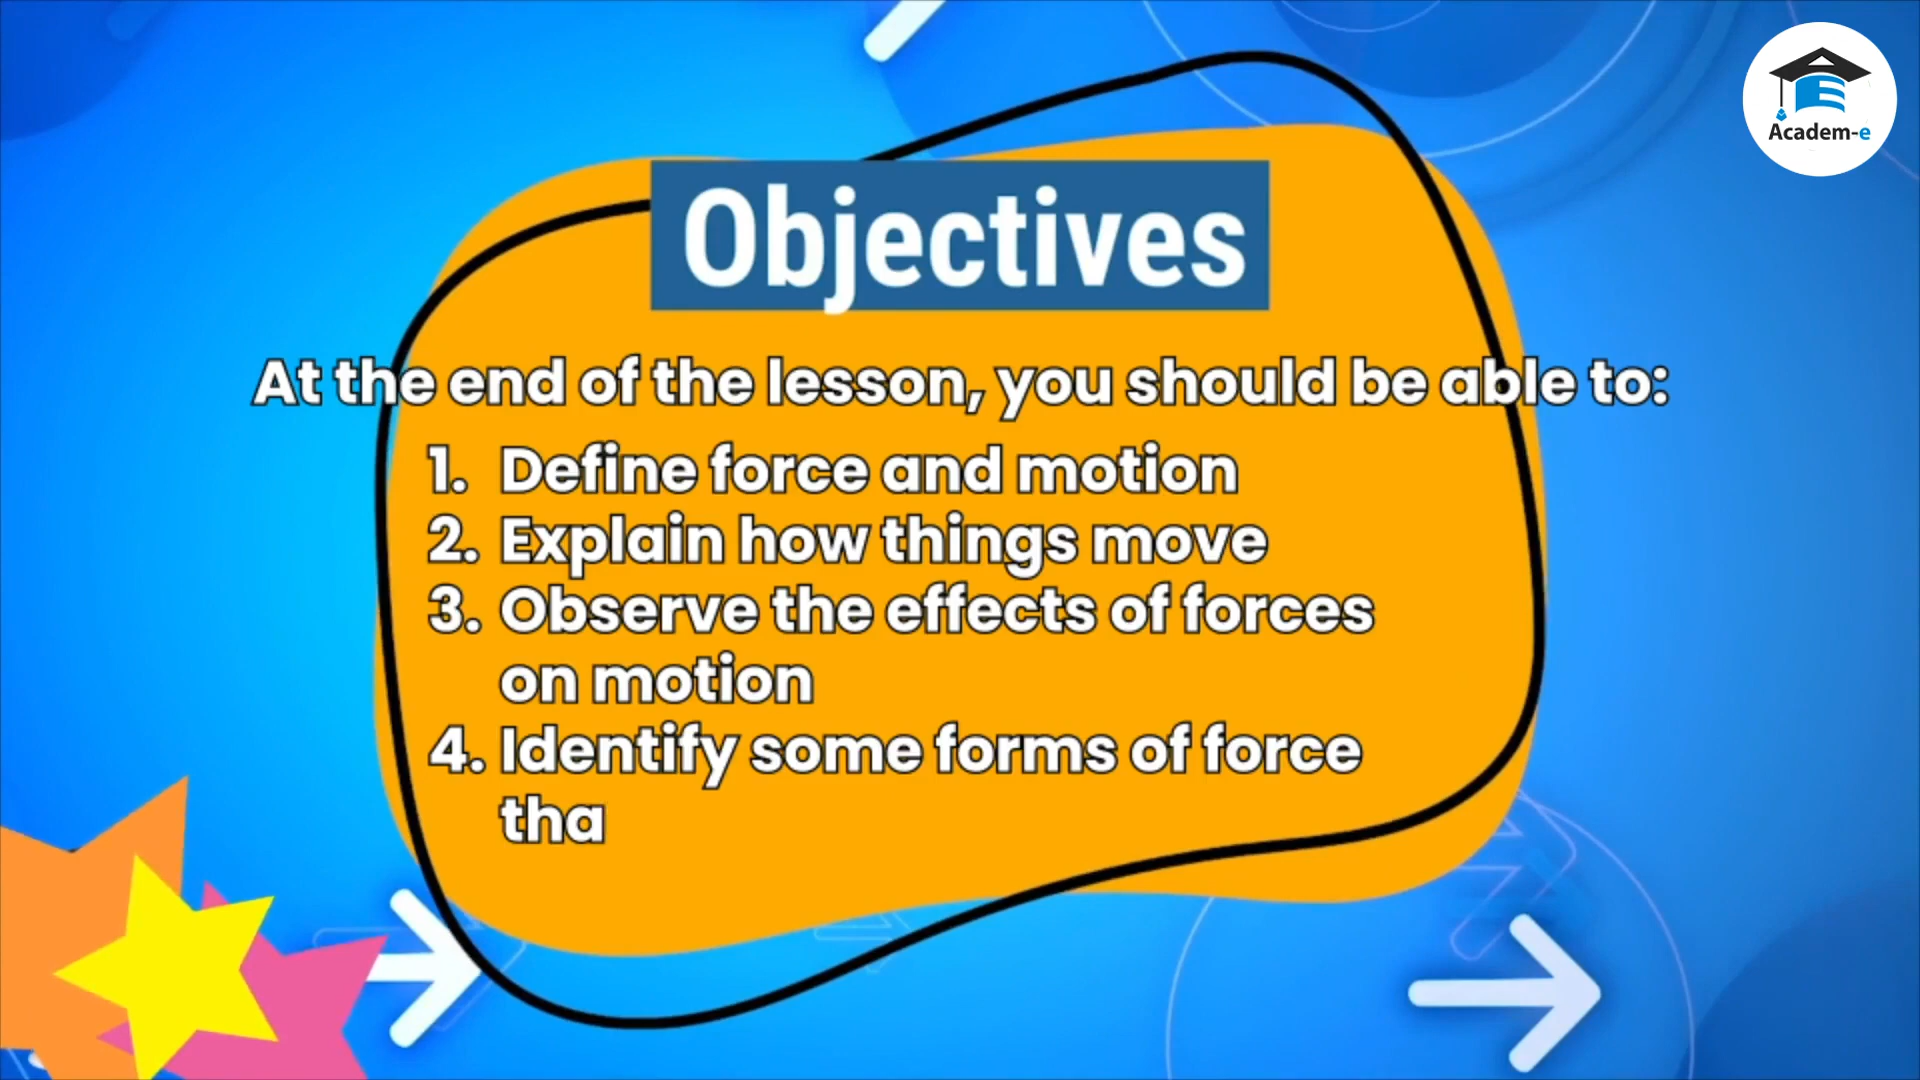 Academ-e
Objectives
At the end of the lesson, you should be able to:
1. Define force and motion
2. Explain how things move
3. Observe the effects of forces
on motion
4. Identify some forms of force
tha